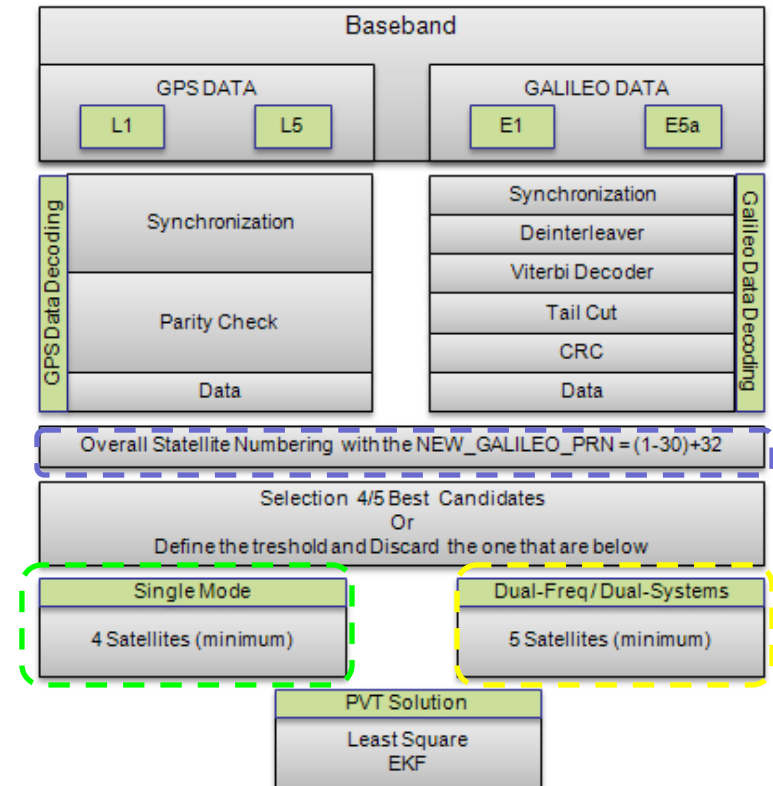 Baseband
GPS DATA
L1
L5
GALILEO DATA
E1
E5a
GPS Data Decoding
Synchronization
Parity Check
Data
Synchronization
Deinterleaver
Viterbi Decoder
Tail Cut
CRC
Data
Galileo Data Decoding
Overall Statellite Numbering with the NEW_GALILEO_PRN = (1-30)+32
Selection 4/5 Best Candidates
Or
Define the treshold and Discard the one that are below
Single Mode
4 Satellites (minimum)
Dual-Freq / Dual-Systems
5 Satellites (minimum)
PVT Solution
Least Square
EKF